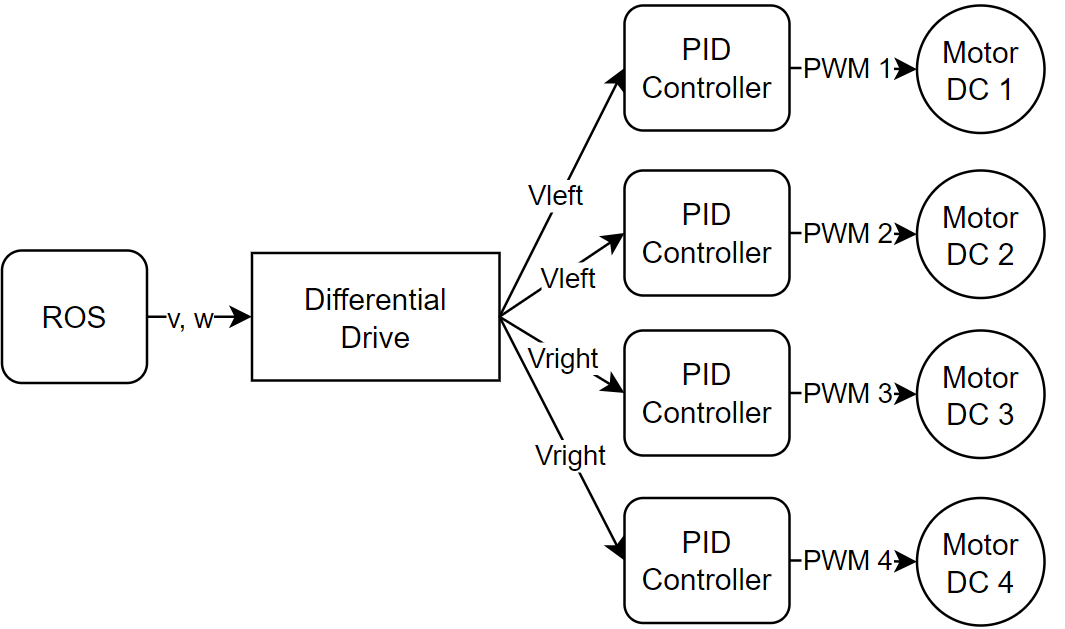 ROS
v, w
Differential
Drive
Vleft
Vleft
Vright
Vright
PID
Controller
PWM 1
Motor
DC 1
PID
Controller
PWM 2
Motor
DC 2
PID
Controller
PWM 3
Motor
DC 3
PID
Controller
PWM 4
Motor
DC 4